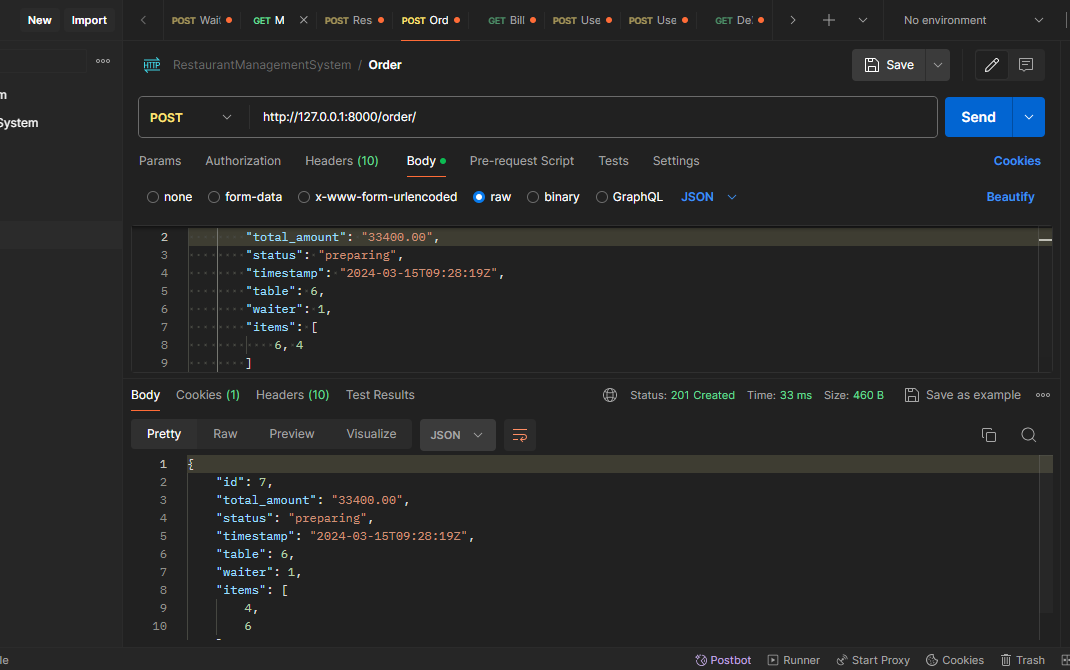 New Import POST Wait GET M POST Res POST Ord GET Bill POST Use POST Use GET De No environment
RestaurantManagementSystem / Order Save
m
System
POST http://127.0.0.1:8000/order/ Send
Params Authorization Headers (10) Body Pre-request Script Tests Settings Cookies
none form-data x-www-form-urlencoded raw binary GraphQL JSON Beautify
2 "total_amount": "33400.00",
3 "status": "preparing",
4 "timestamp": "2024-03-15T09:28:19Z",
5 "table": 6,
6 "waiter": 1,
7 "items": [
8 6, 4
9 ]
Body Cookies (1) Headers (10) Test Results Status: 201 Created Time: 33 ms Size: 460 B Save as example
Pretty Raw Preview Visualize JSON
1 {
2 "id": 7,
3 "total_amount": "33400.00",
4 "status": "preparing",
5 "timestamp": "2024-03-15T09:28:19Z",
6 "table": 6,
7 "waiter": 1,
8 "items": [
9 4,
10 6
le Postbot Runner Start Proxy Cookies Trash